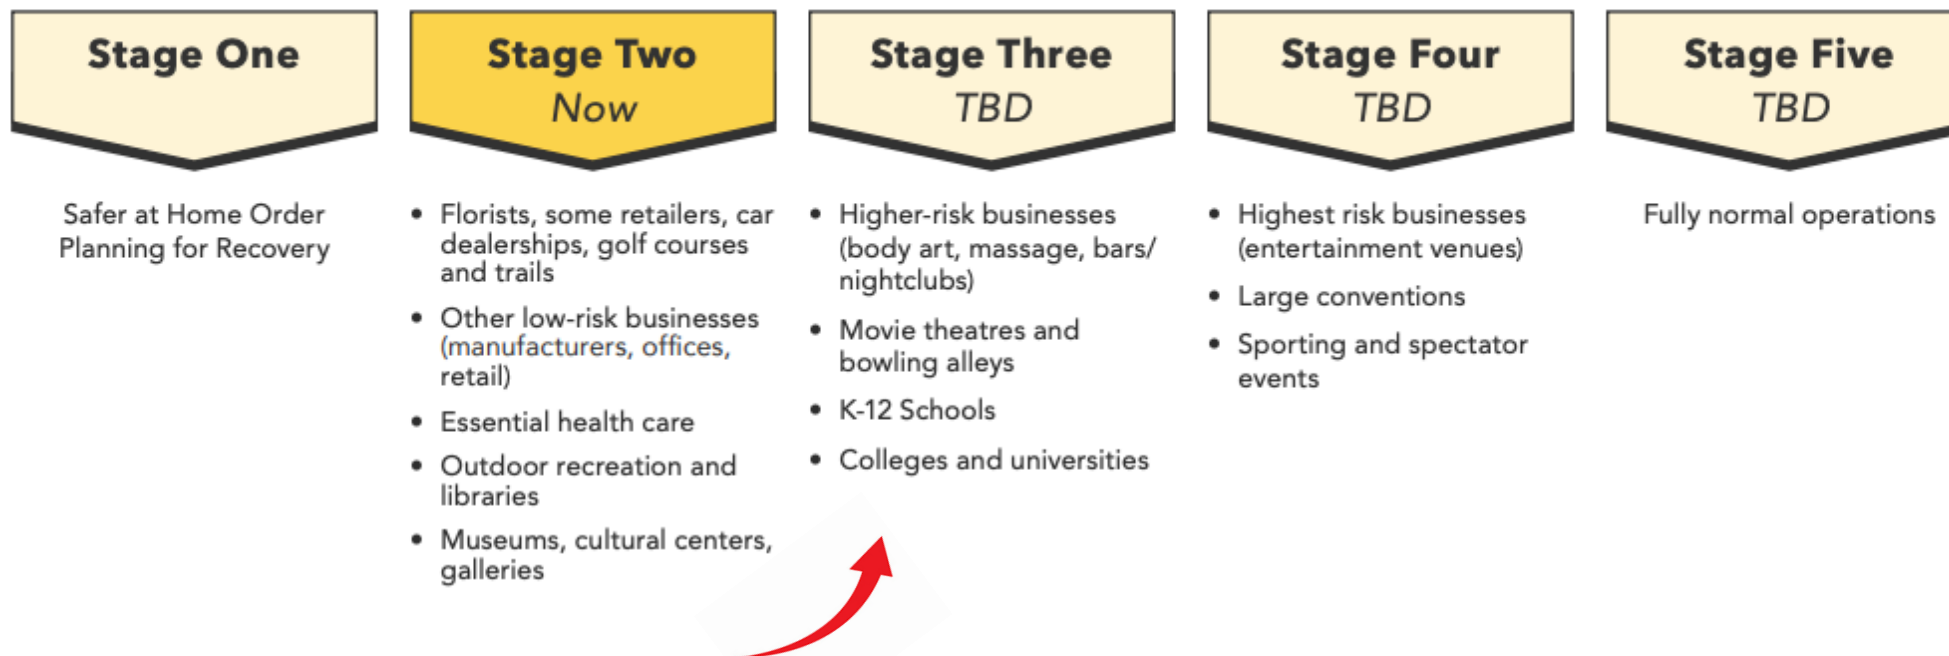 Stage One
Safer at Home Order
Planning for Recovery
Stage Two
Now
• Florists, some retailers, car
dealerships, golf courses
and trails
• Other low-risk businesses
(manufacturers, offices,
retail)
• Essential health care
• Outdoor recreation and
libraries
• Museums, cultural centers,
galleries
Stage Three
TBD
• Higher-risk businesses
(body art, massage, bars/
nightclubs)
• Movie theatres and
bowling alleys
• K-12 Schools
• Colleges and universities
Stage Four
TBD
• Highest risk businesses
(entertainment venues)
• Large conventions
• Sporting and spectator
events
Stage Five
TBD
Fully normal operations